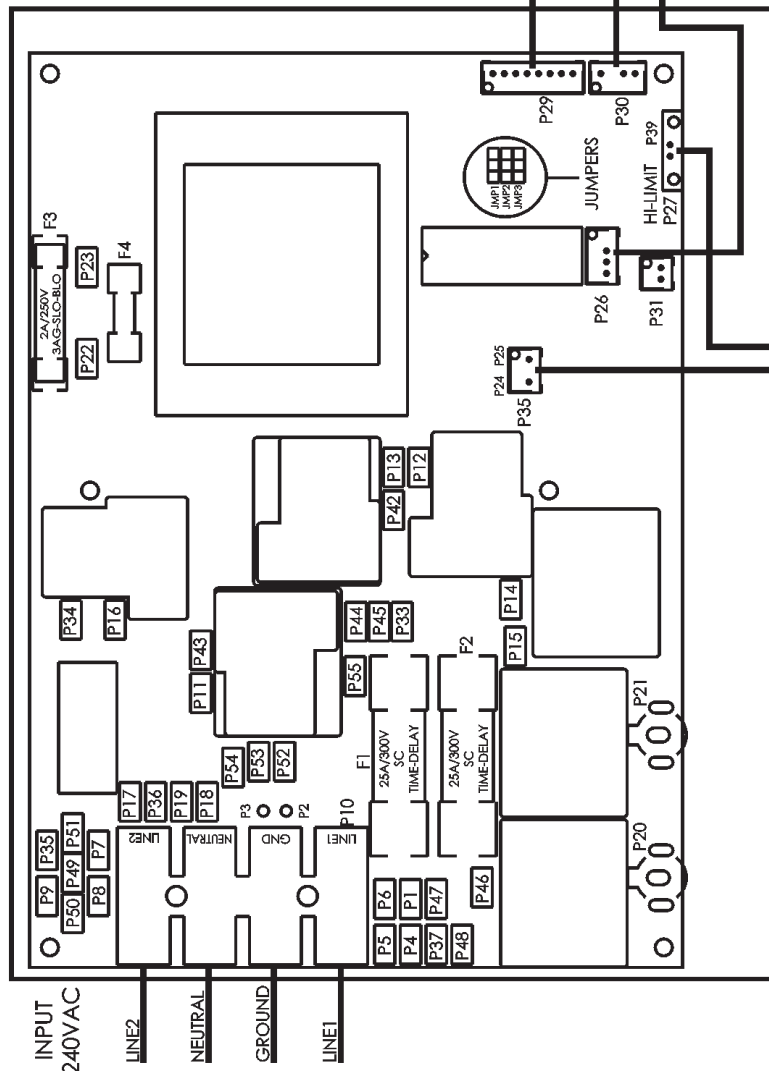 P29
P30
P39
HI-LIMIT
P27
JMP1
JMP2
JMP3
JUMPERS
F3
2A/250V
3AG-SLO-BLO
P23
P22
F4
P26
P31
P25
P24
P35
P13
P12
P42
P34
P16
P43
P11
P44
P45
P33
P55
F2
P14
P15
P21
F1
25A/300V
SC
TIME-DELAY
25A/300V
SC
TIME-DELAY
P54
P53
P52
P17
P36
P19
P18
P3
P2
P10
P35
P51
P7
P9
P49
P8
P50
LINE2
NEUTRAL
GND
LINE1
P6
P1
P47
P46
P20
P5
P4
P37
P48
INPUT
240VAC
LINE2
NEUTRAL
GROUND
LINE1